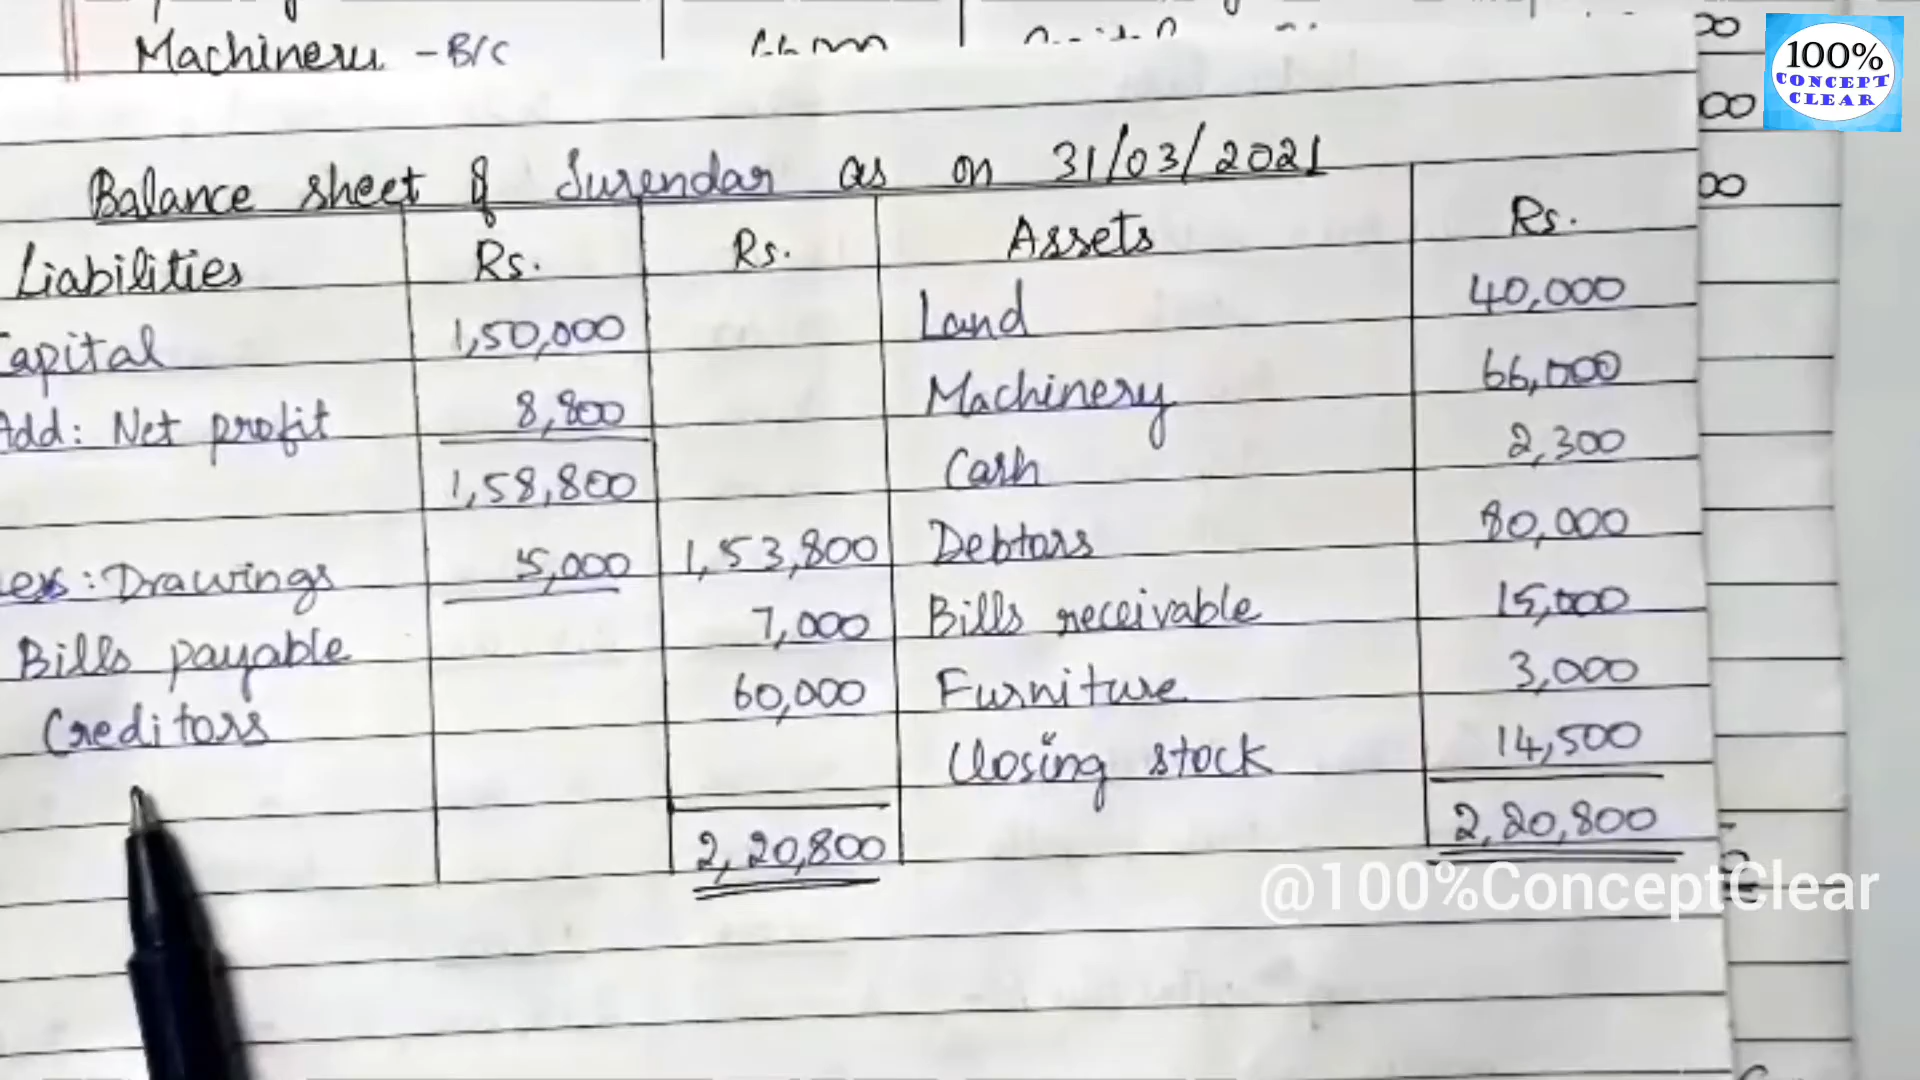 Machinery - B/C
100%
CONCEPT
CLEAR
Balance sheet of Surendar as on 31/03/2021
Liabilities Rs. Rs. Assets Rs.
Capital 1,50,000 Land 40,000
Add: Net profit 8,800 Machinery 66,000
1,58,800 Cash 2,300
Less: Drawings 5,000 1,53,800 Debtors 80,000
Bills payable 7,000 Bills receivable 15,000
Creditors 60,000 Furniture 3,000
Closing stock 14,500
2,20,800 2,20,800
@100%ConceptClear